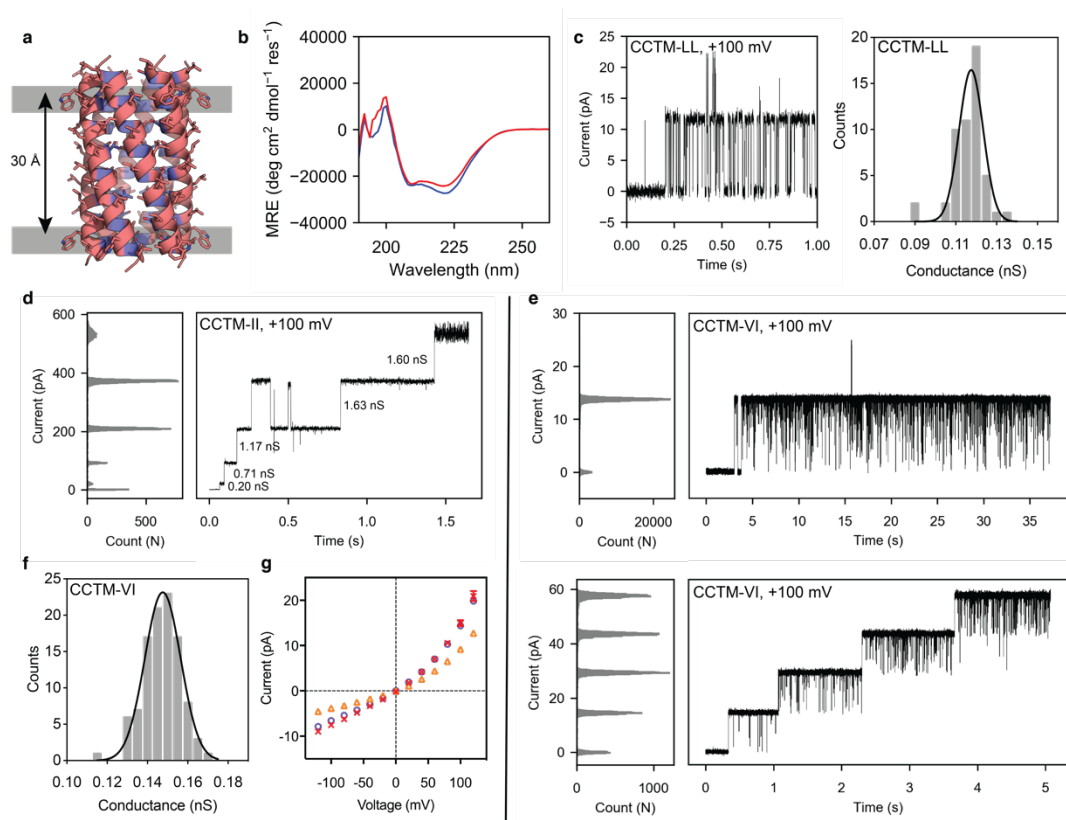 a
30 Å
b
MRE (deg cm² dmol⁻¹ res⁻¹)
40000
20000
0
−20000
−40000
200
225
250
Wavelength (nm)
c
CCTM-LL, +100 mV
Current (pA)
25
20
15
10
5
0
−5
0.00
0.25
0.50
0.75
1.00
Time (s)
CCTM-LL
Counts
20
15
10
5
0
0.07
0.09
0.11
0.13
0.15
Conductance (nS)
d
Current (pA)
600
400
200
0
0
500
Count (N)
CCTM-II, +100 mV
1.60 nS
1.63 nS
1.17 nS
0.71 nS
0.20 nS
0.0
0.5
1.0
1.5
Time (s)
e
Current (pA)
30
20
10
0
0
20000
Count (N)
CCTM-VI, +100 mV
0
5
10
15
20
25
30
35
Time (s)
f
CCTM-VI
Counts
25
20
15
10
5
0
0.10
0.12
0.14
0.16
0.18
Conductance (nS)
g
Current (pA)
20
10
0
-10
-100
-50
0
50
100
Voltage (mV)
Current (pA)
60
40
20
0
0
1000
Count (N)
CCTM-VI, +100 mV
0
1
2
3
4
5
Time (s)